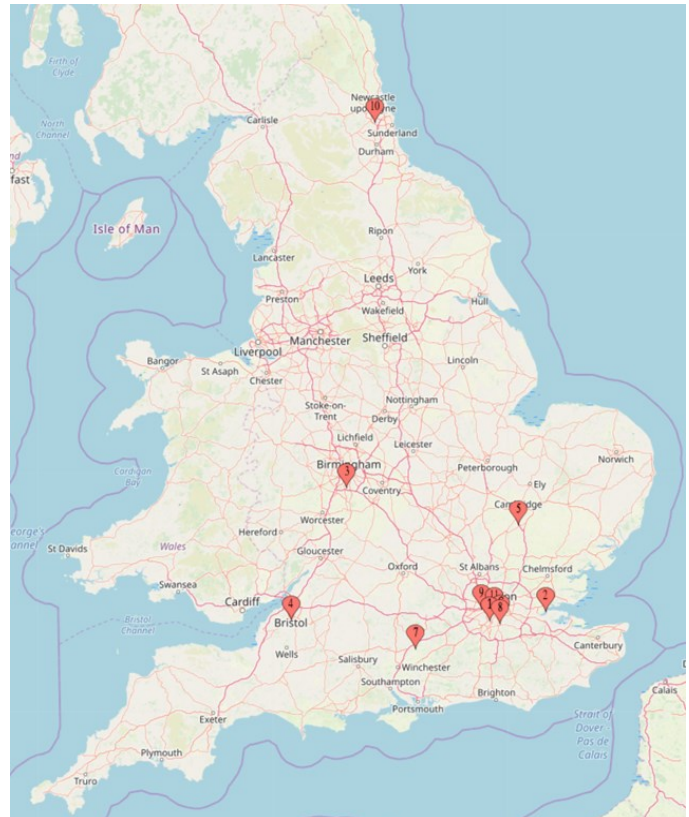 Firth of
Clyde
Newcastle
upon Tyne
10
North
Channel
Carlisle
Sunderland
Durham
fast
Isle of Man
Ripon
Lancaster
York
Leeds
Preston
Hull
Wakefield
Manchester
Sheffield
Liverpool
Bangor
St Asaph
Chester
Lincoln
Stoke-on-
Trent
Nottingham
Derby
Lichfield
Leicester
Birmingham
3
Peterborough
Norwich
Ely
Coventry
Cardigan
Bay
Worcester
5
Hereford
George's
annel
St Davids
Wales
Gloucester
Oxford
St Albans
Chelmsford
Swansea
9
11
2
Cardiff
4
1
8
Bristol
Bristol
Channel
7
Canterbury
Wells
Salisbury
Winchester
Southampton
Brighton
Calais
Portsmouth
Exeter
Strait of
Dover -
Pas de
Calais
Plymouth
Truro